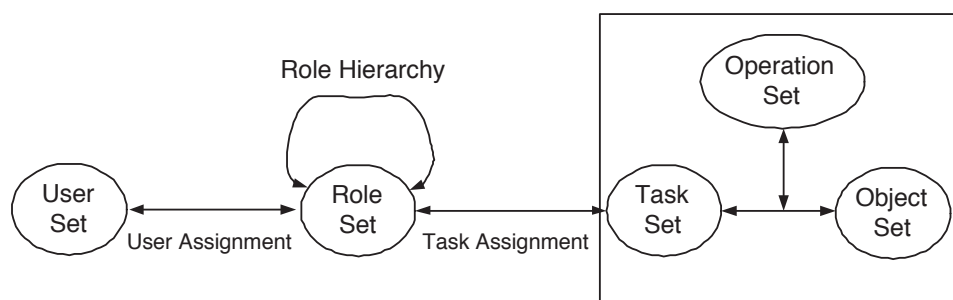 Role Hierarchy
Operation
Set
User
Set
User Assignment
Role
Set
Task Assignment
Task
Set
Object
Set